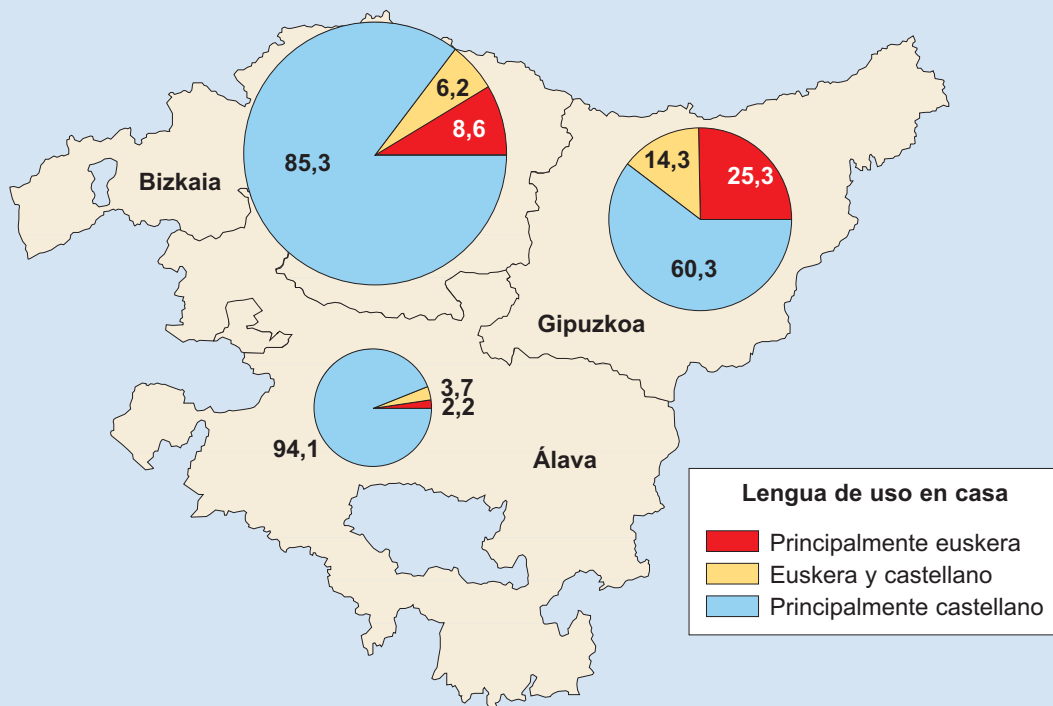 6,2
8,6
85,3
Bizkaia
14,3
25,3
60,3
Gipuzkoa
3,7
2,2
94,1
Álava
Lengua de uso en casa
Principalmente euskera
Euskera y castellano
Principalmente castellano